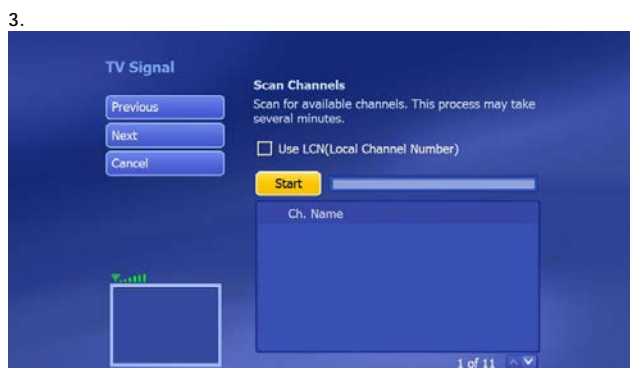 3.
TV Signal
Previous
Next
Cancel
Scan Channels
Scan for available channels. This process may take
several minutes.
Use LCN(Local Channel Number)
Start
Ch. Name
1 of 11